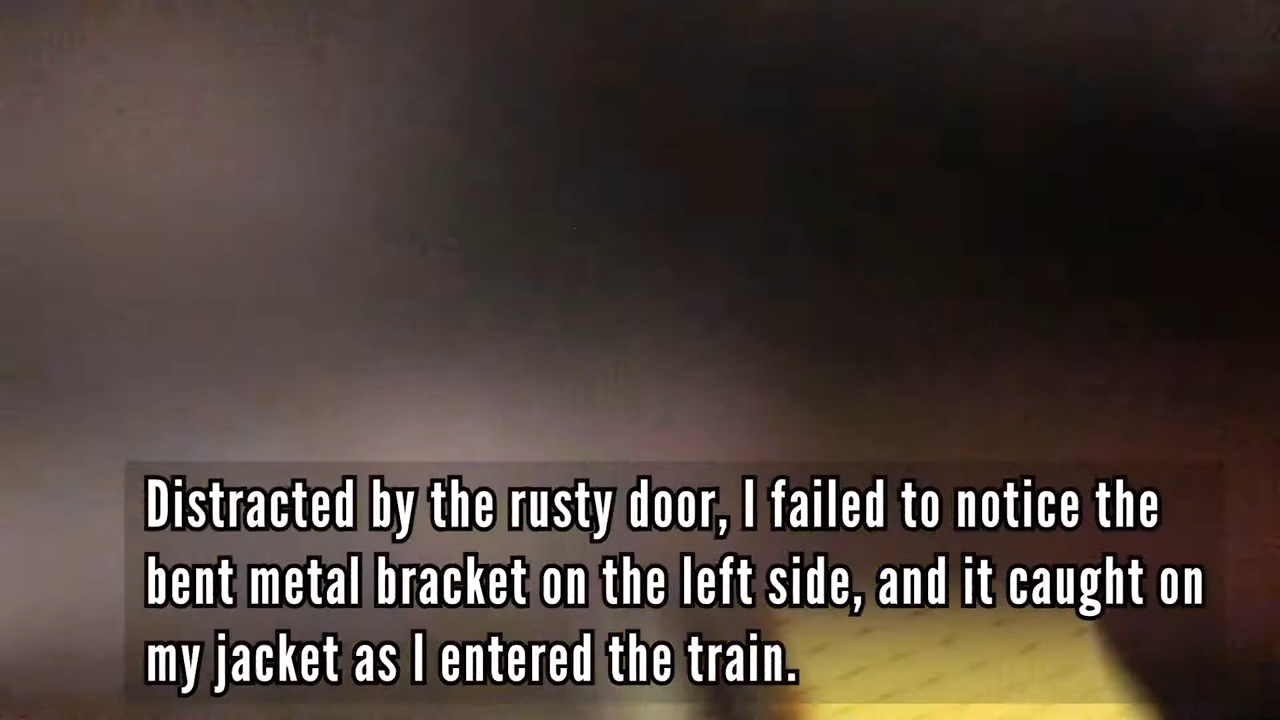 Distracted by the rusty door, I failed to notice the
bent metal bracket on the left side, and it caught on
my jacket as I entered the train.